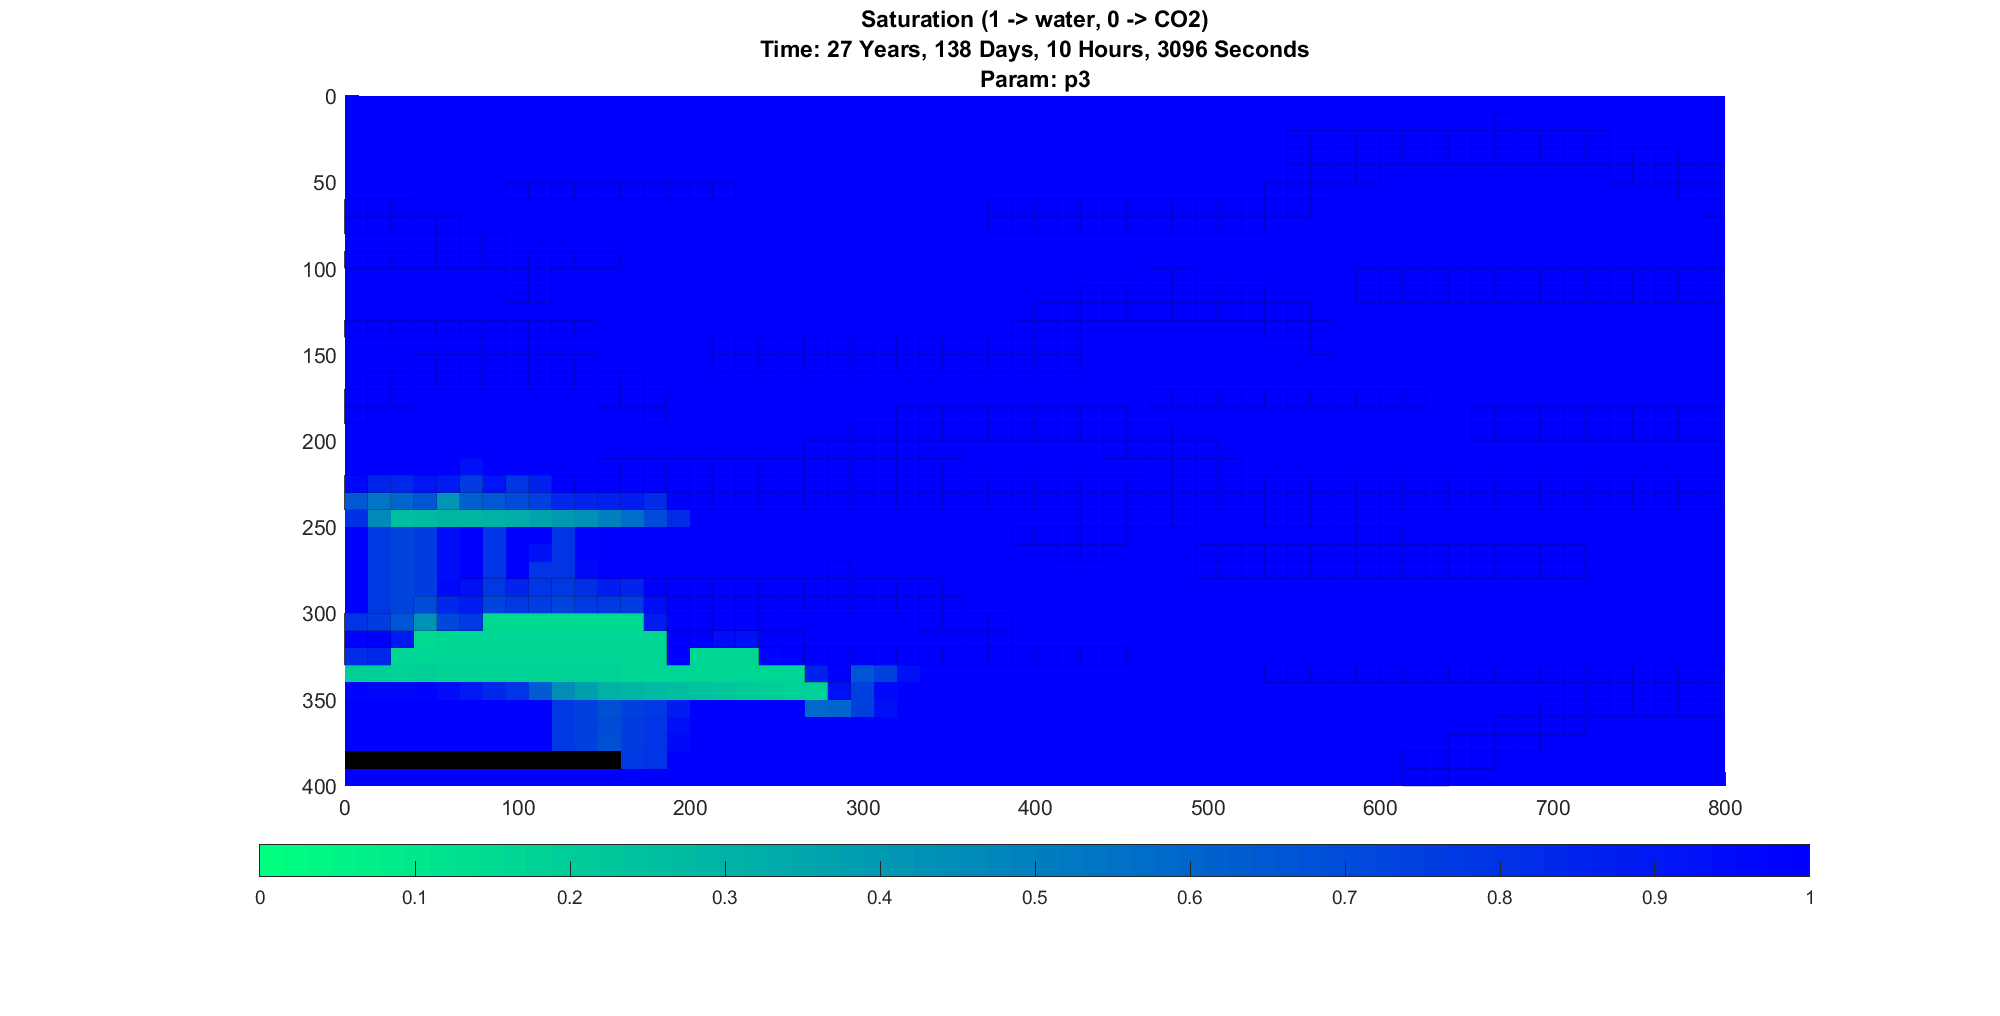 Saturation (1 -> water, 0 -> CO2)
Time: 27 Years, 138 Days, 10 Hours, 3096 Seconds
Param: p3
0
50
100
150
200
250
300
350
400
0 100 200 300 400 500 600 700 800
0 0.1 0.2 0.3 0.4 0.5 0.6 0.7 0.8 0.9 1